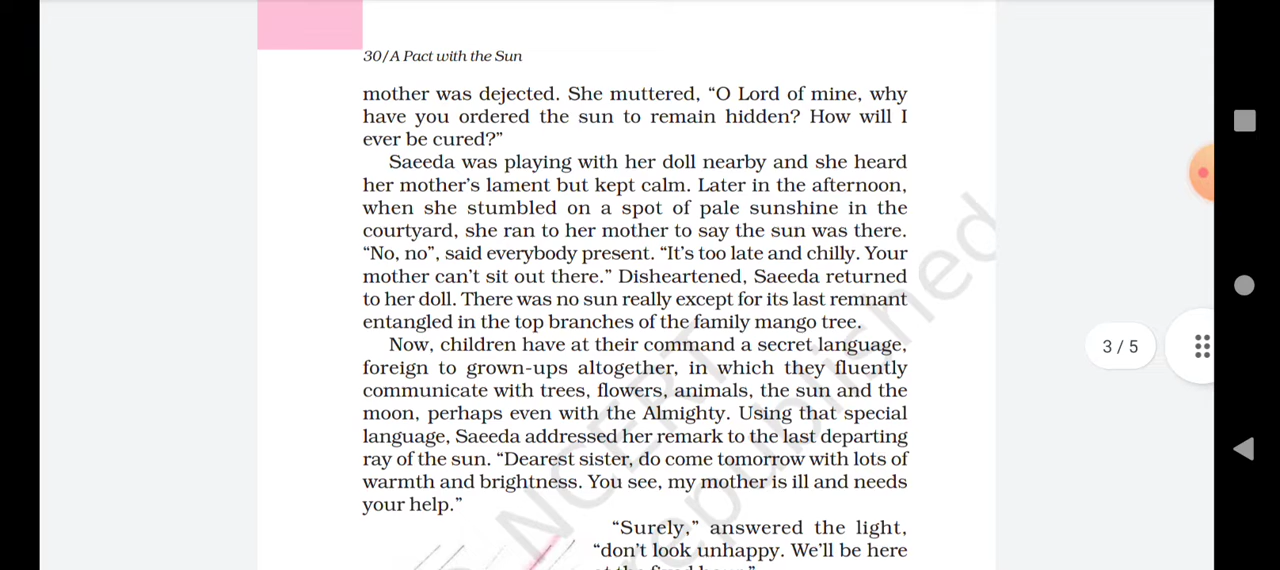 30/A Pact with the Sun
mother was dejected. She muttered, “O Lord of mine, why
have you ordered the sun to remain hidden? How will I
ever be cured?”
Saeeda was playing with her doll nearby and she heard
her mother’s lament but kept calm. Later in the afternoon,
when she stumbled on a spot of pale sunshine in the
courtyard, she ran to her mother to say the sun was there.
“No, no”, said everybody present. “It’s too late and chilly. Your
mother can’t sit out there.” Disheartened, Saeeda returned
to her doll. There was no sun really except for its last remnant
entangled in the top branches of the family mango tree.
Now, children have at their command a secret language,
foreign to grown-ups altogether, in which they fluently
communicate with trees, flowers, animals, the sun and the
moon, perhaps even with the Almighty. Using that special
language, Saeeda addressed her remark to the last departing
ray of the sun. “Dearest sister, do come tomorrow with lots of
warmth and brightness. You see, my mother is ill and needs
your help.”
“Surely,” answered the light,
“don’t look unhappy. We’ll be here
3 / 5
NCERT
republished